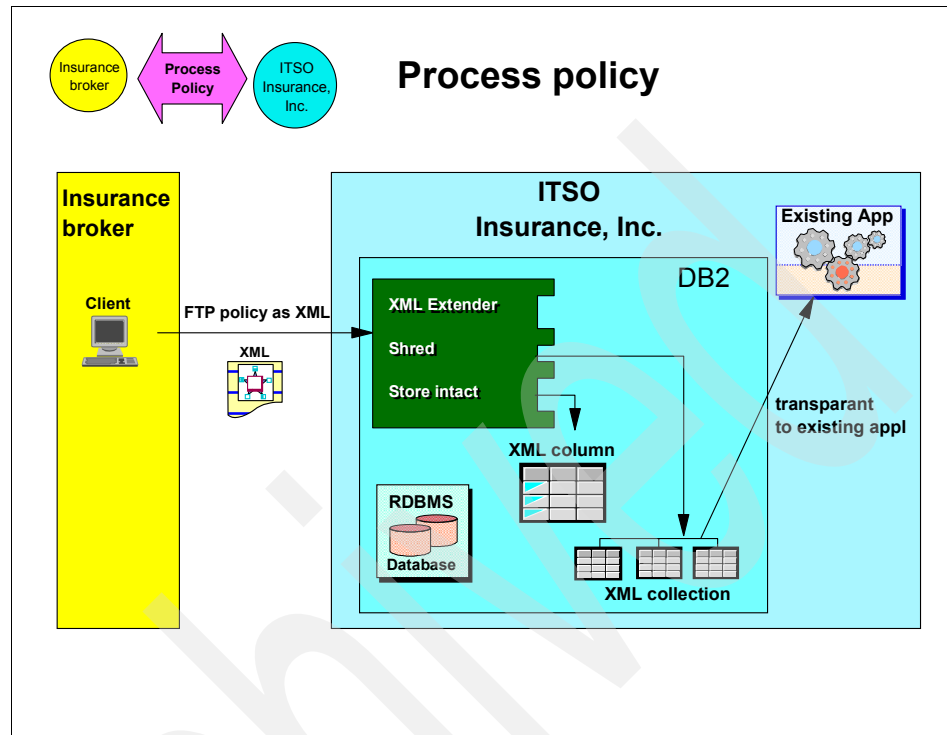 Insurance
broker
Process
Policy
ITSO
Insurance,
Inc.
Process policy
Insurance
broker
Client
FTP policy as XML
XML
ITSO
Insurance, Inc.
DB2
XML Extender
Shred
Store intact
XML column
RDBMS
Database
XML collection
Existing App
transparant
to existing appl